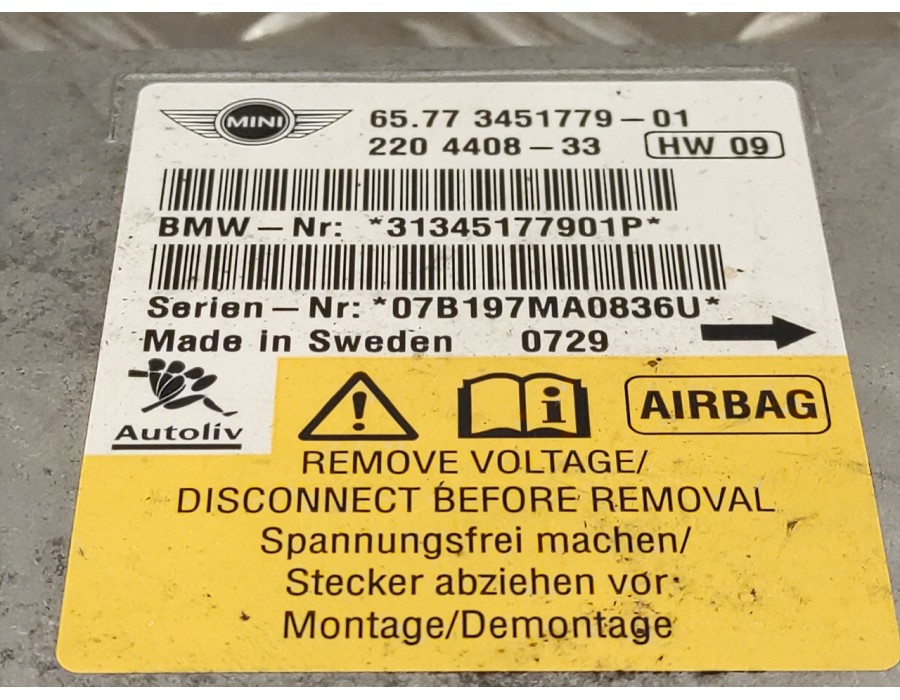 MINI
65.77 3451779-01
220 4408-33 HW 09
BMW-Nr: *31345177901P*
Serien-Nr: *07B197MA0836U*
Made in Sweden 0729
Autoliv
AIRBAG
REMOVE VOLTAGE/
DISCONNECT BEFORE REMOVAL
Spannungsfrei machen/
Stecker abziehen vor
Montage/Demontage